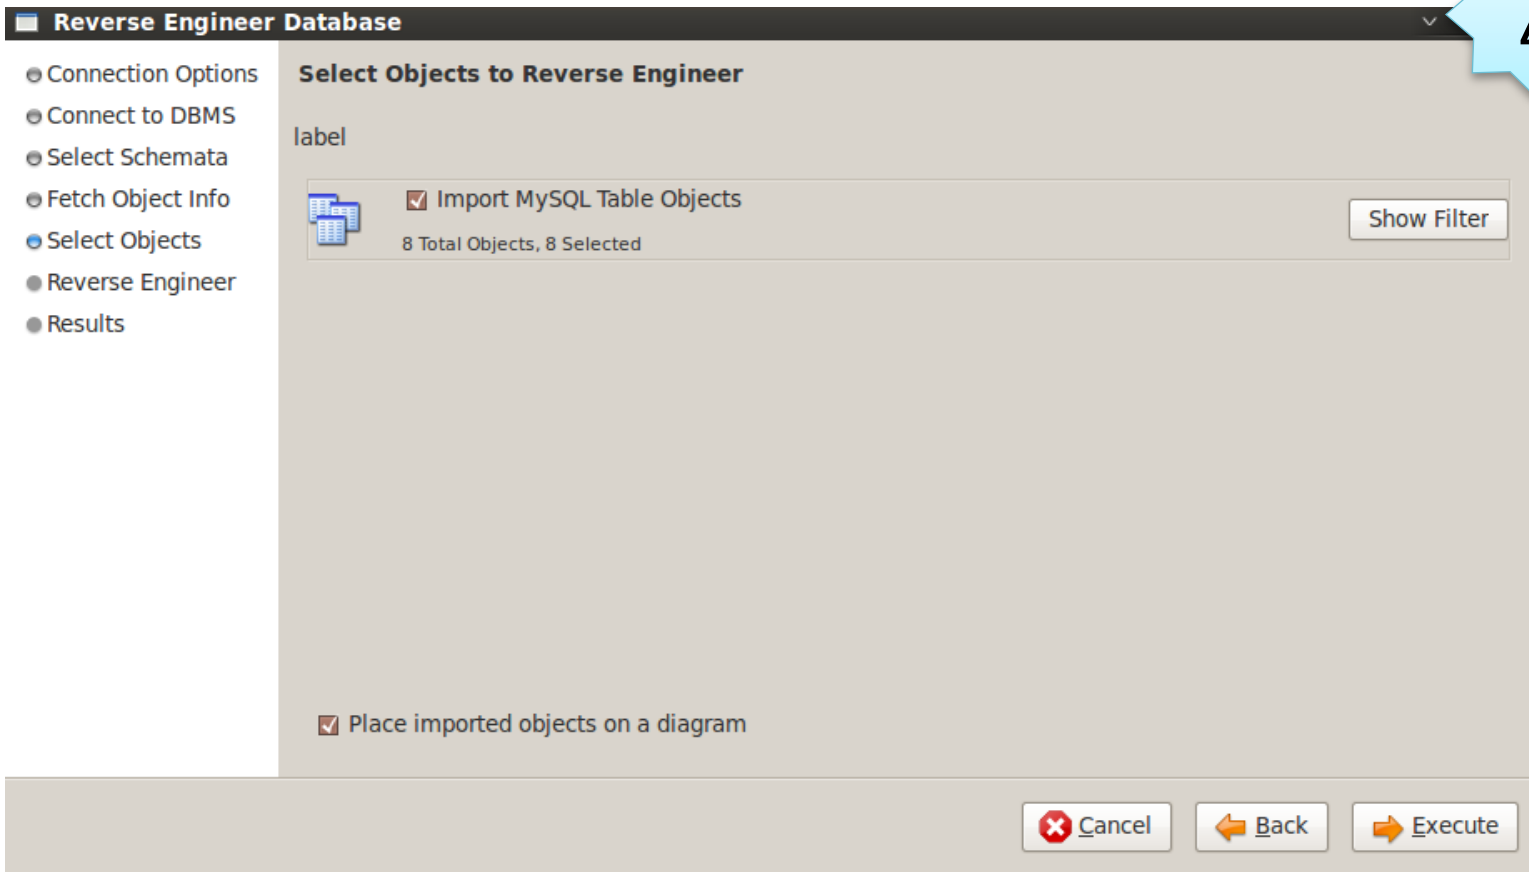 Reverse Engineer Database
Connection Options
Connect to DBMS
Select Schemata
Fetch Object Info
Select Objects
Reverse Engineer
Results
Select Objects to Reverse Engineer
label
Import MySQL Table Objects
8 Total Objects, 8 Selected
Show Filter
Place imported objects on a diagram
Cancel
Back
Execute